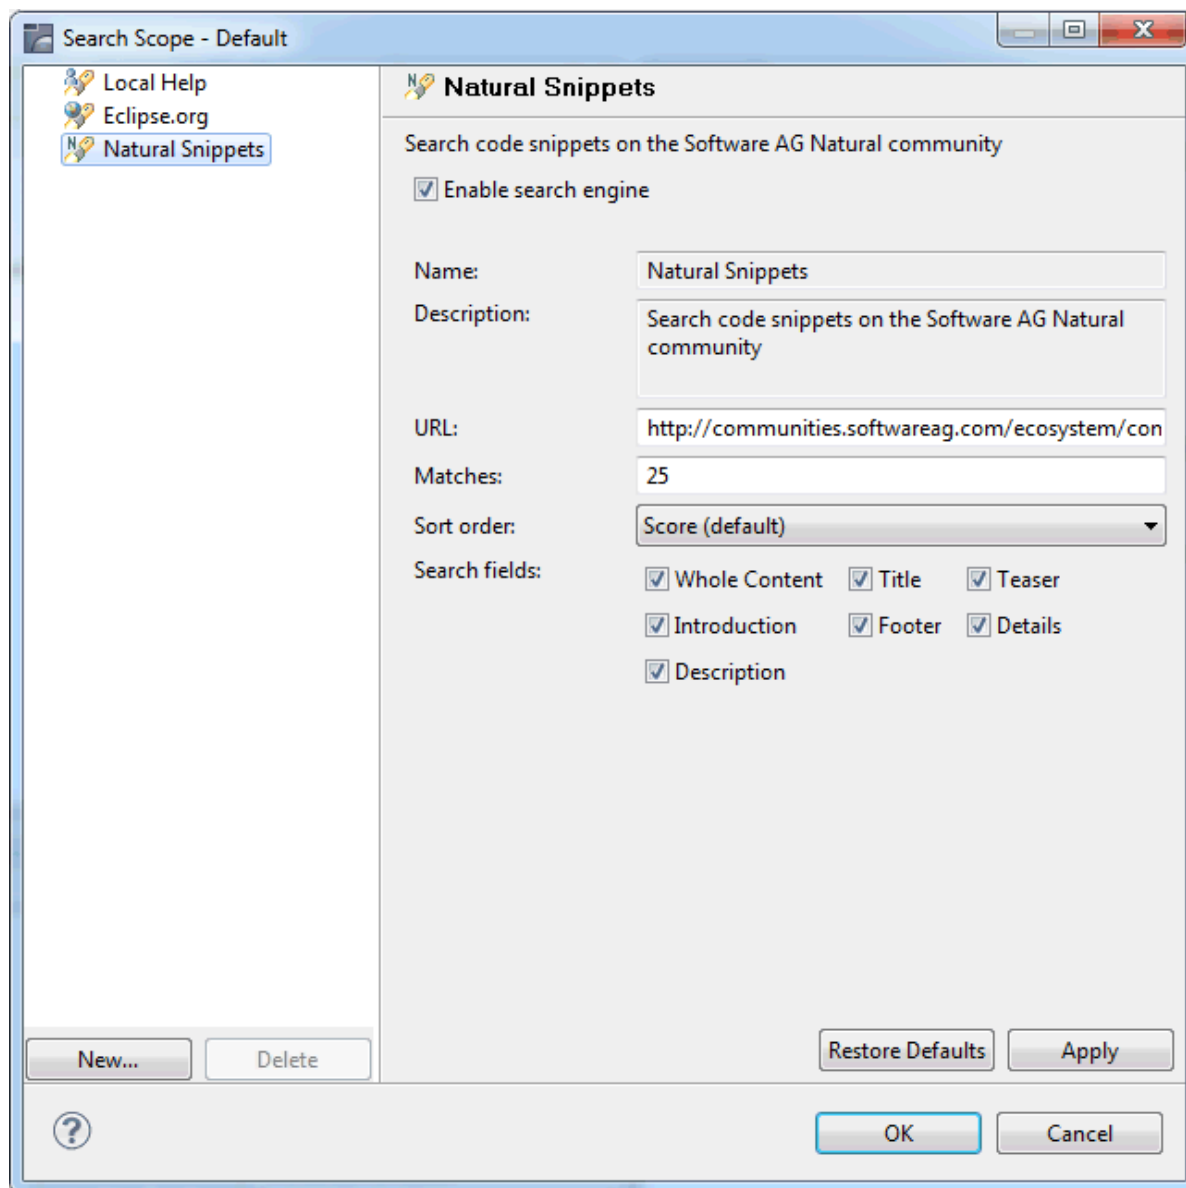 Search Scope - Default
Local Help
Eclipse.org
Natural Snippets
Natural Snippets
Search code snippets on the Software AG Natural community
Enable search engine
Name: Natural Snippets
Description: Search code snippets on the Software AG Natural
community
URL: http://communities.softwareag.com/ecosystem/con
Matches: 25
Sort order: Score (default)
Search fields: Whole Content Title Teaser
Introduction Footer Details
Description
Restore Defaults Apply
New... Delete
? OK Cancel